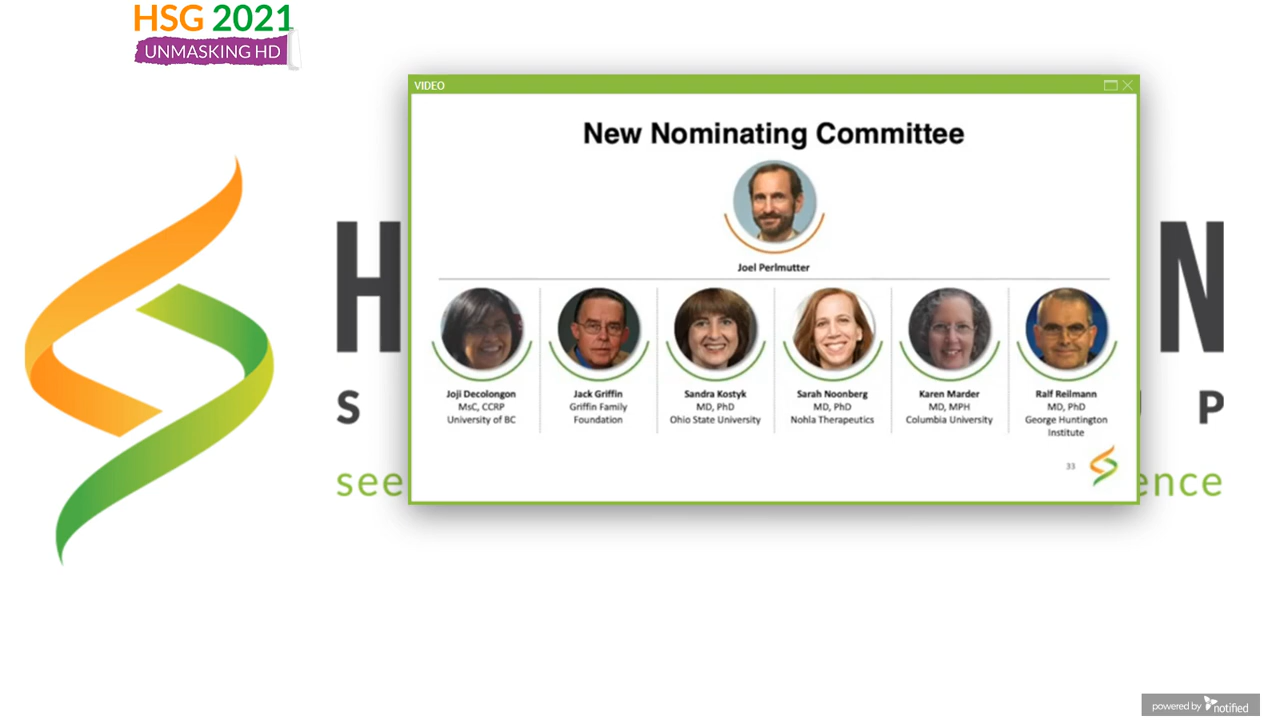 HSG 2021
UNMASKING HD
VIDEO
New Nominating Committee
Joel Perlmutter
Joji Decolongon
MsC, CCRP
University of BC
Jack Griffin
Griffin Family
Foundation
Sandra Kostyk
MD, PhD
Ohio State University
Sarah Noonberg
MD, PhD
Nohla Therapeutics
Karen Marder
MD, MPH
Columbia University
Ralf Reilmann
MD, PhD
George Huntington
Institute
33
H N
S P
see ence
powered by notified